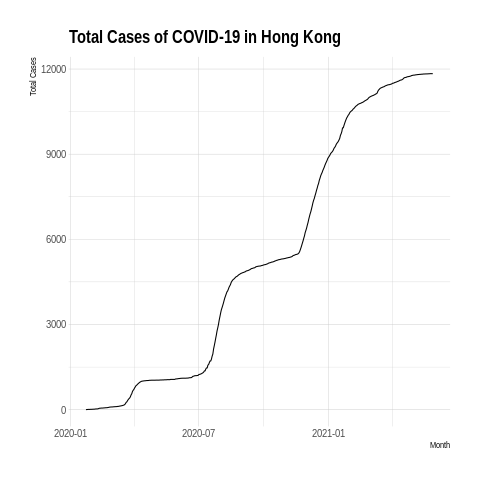 Total Cases of COVID-19 in Hong Kong
Total Cases
12000
9000
6000
3000
0
2020-01
2020-07
2021-01
Month